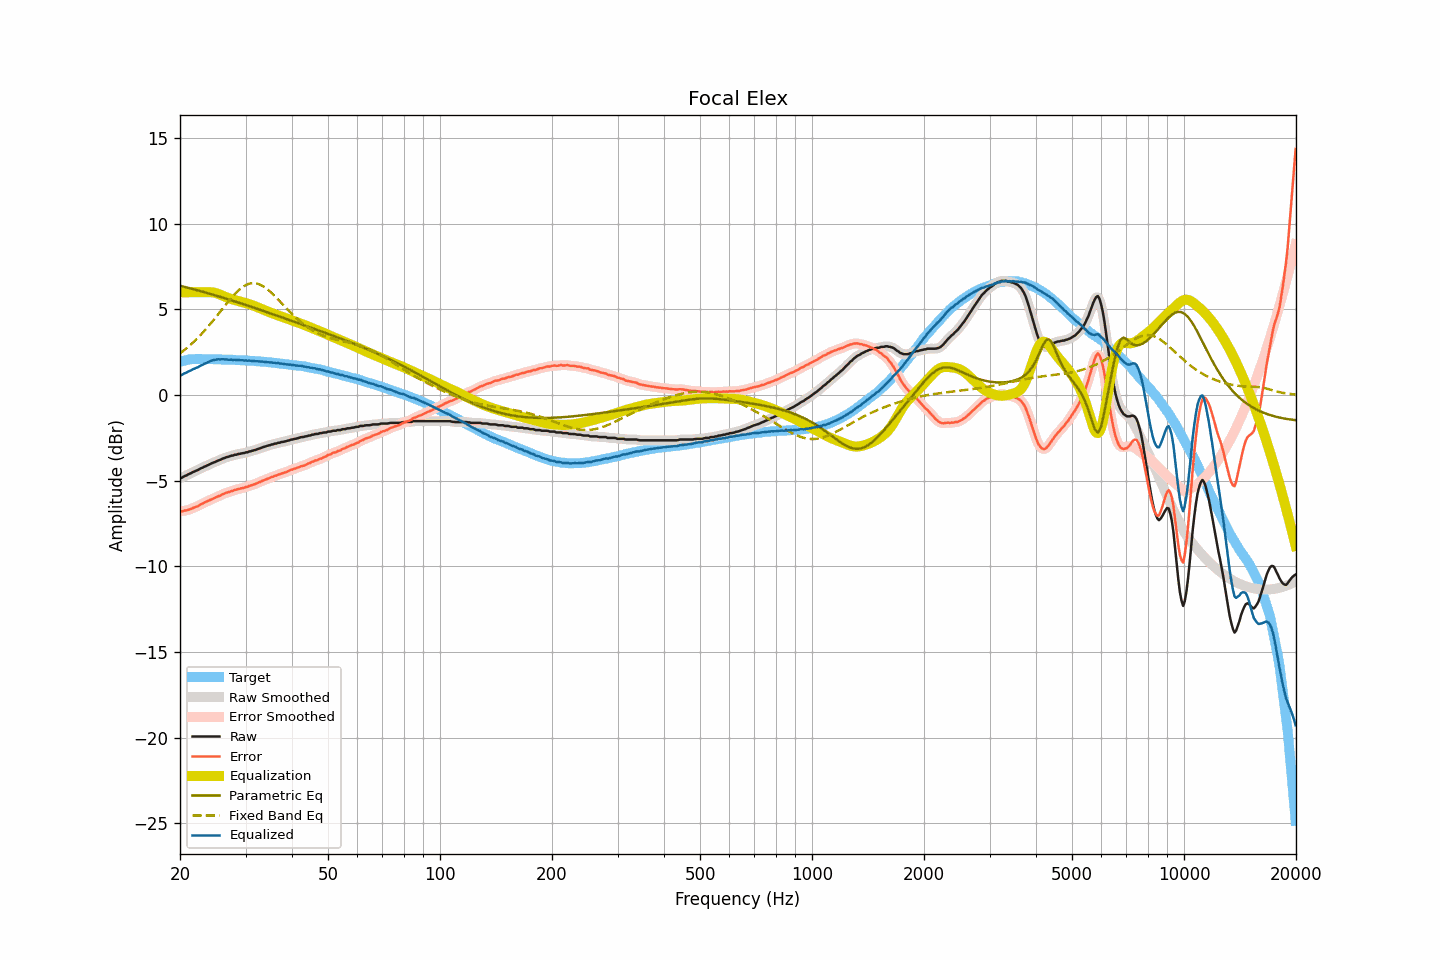 Focal Elex
Amplitude (dBr)
15
10
5
0
−5
−10
−15
−20
−25
Target
Raw Smoothed
Error Smoothed
Raw
Error
Equalization
Parametric Eq
Fixed Band Eq
Equalized
20 50 100 200 500 1000 2000 5000 10000 20000
Frequency (Hz)